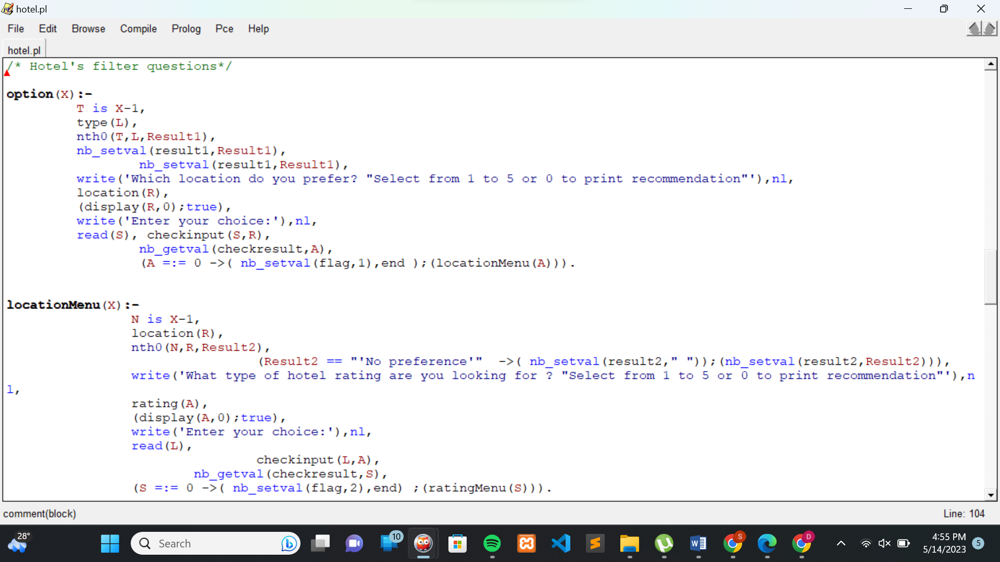 hotel.pl
File Edit Browse Compile Prolog Pce Help
hotel.pl
/* Hotel's filter questions*/
option(X):-
T is X-1,
type(L),
nth0(T,L,Result1),
nb_setval(result1,Result1),
nb_setval(result1,Result1),
write('Which location do you prefer? "Select from 1 to 5 or 0 to print recommendation"'),nl,
location(R),
(display(R,0);true),
write('Enter your choice:'),nl,
read(S), checkinput(S,R),
nb_getval(checkresult,A),
(A =:= 0 ->( nb_setval(flag,1),end );(locationMenu(A))).
locationMenu(X):-
N is X-1,
location(R),
nth0(N,R,Result2),
(Result2 == "'No preference'"  ->( nb_setval(result2," "));(nb_setval(result2,Result2))),
write('What type of hotel rating are you looking for ? "Select from 1 to 5 or 0 to print recommendation"'),n
l,
rating(A),
(display(A,0);true),
write('Enter your choice:'),nl,
read(L),
checkinput(L,A),
nb_getval(checkresult,S),
(S =:= 0 ->( nb_setval(flag,2),end) ;(ratingMenu(S))).
comment(block) Line: 104
28° Search 10 S D 4:55 PM
5/14/2023 5